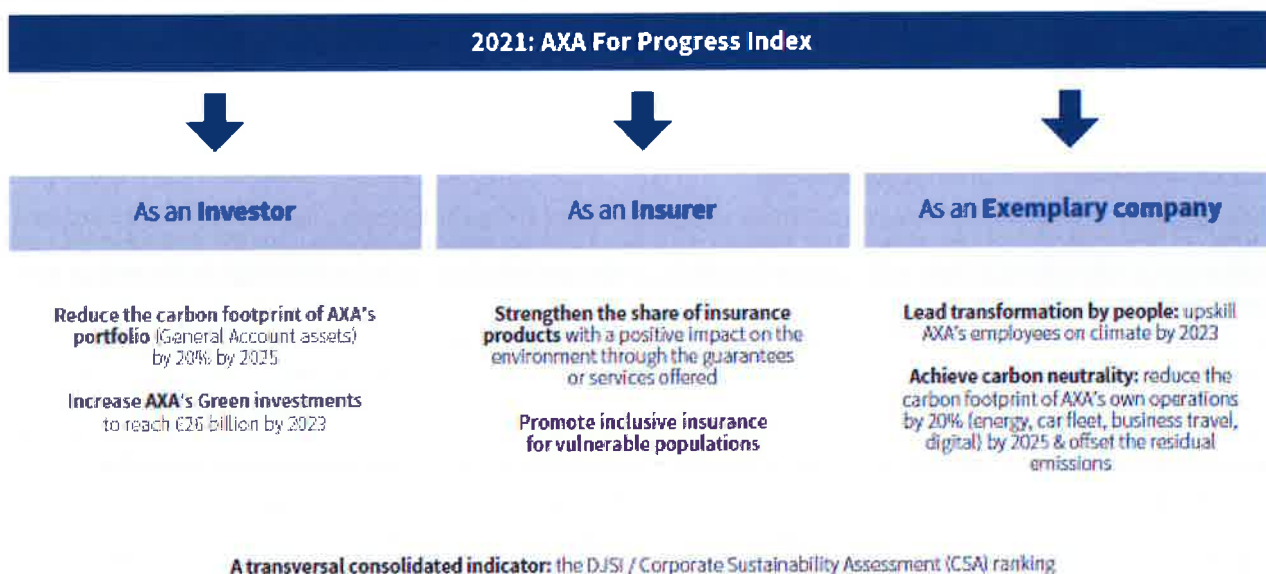 2021: AXA For Progress Index
As an Investor
Reduce the carbon footprint of AXA's
portfolio (General Account assets)
by 20% by 2025
Increase AXA's Green investments
to reach €26 billion by 2023
As an Insurer
Strengthen the share of insurance
products with a positive impact on the
environment through the guarantees
or services offered
Promote inclusive insurance
for vulnerable populations
As an Exemplary company
Lead transformation by people: upskill
AXA's employees on climate by 2023
Achieve carbon neutrality: reduce the
carbon footprint of AXA's own operations
by 20% (energy, car fleet, business travel,
digital) by 2025 & offset the residual
emissions
A transversal consolidated indicator: the DJSI / Corporate Sustainability Assessment (CSA) ranking